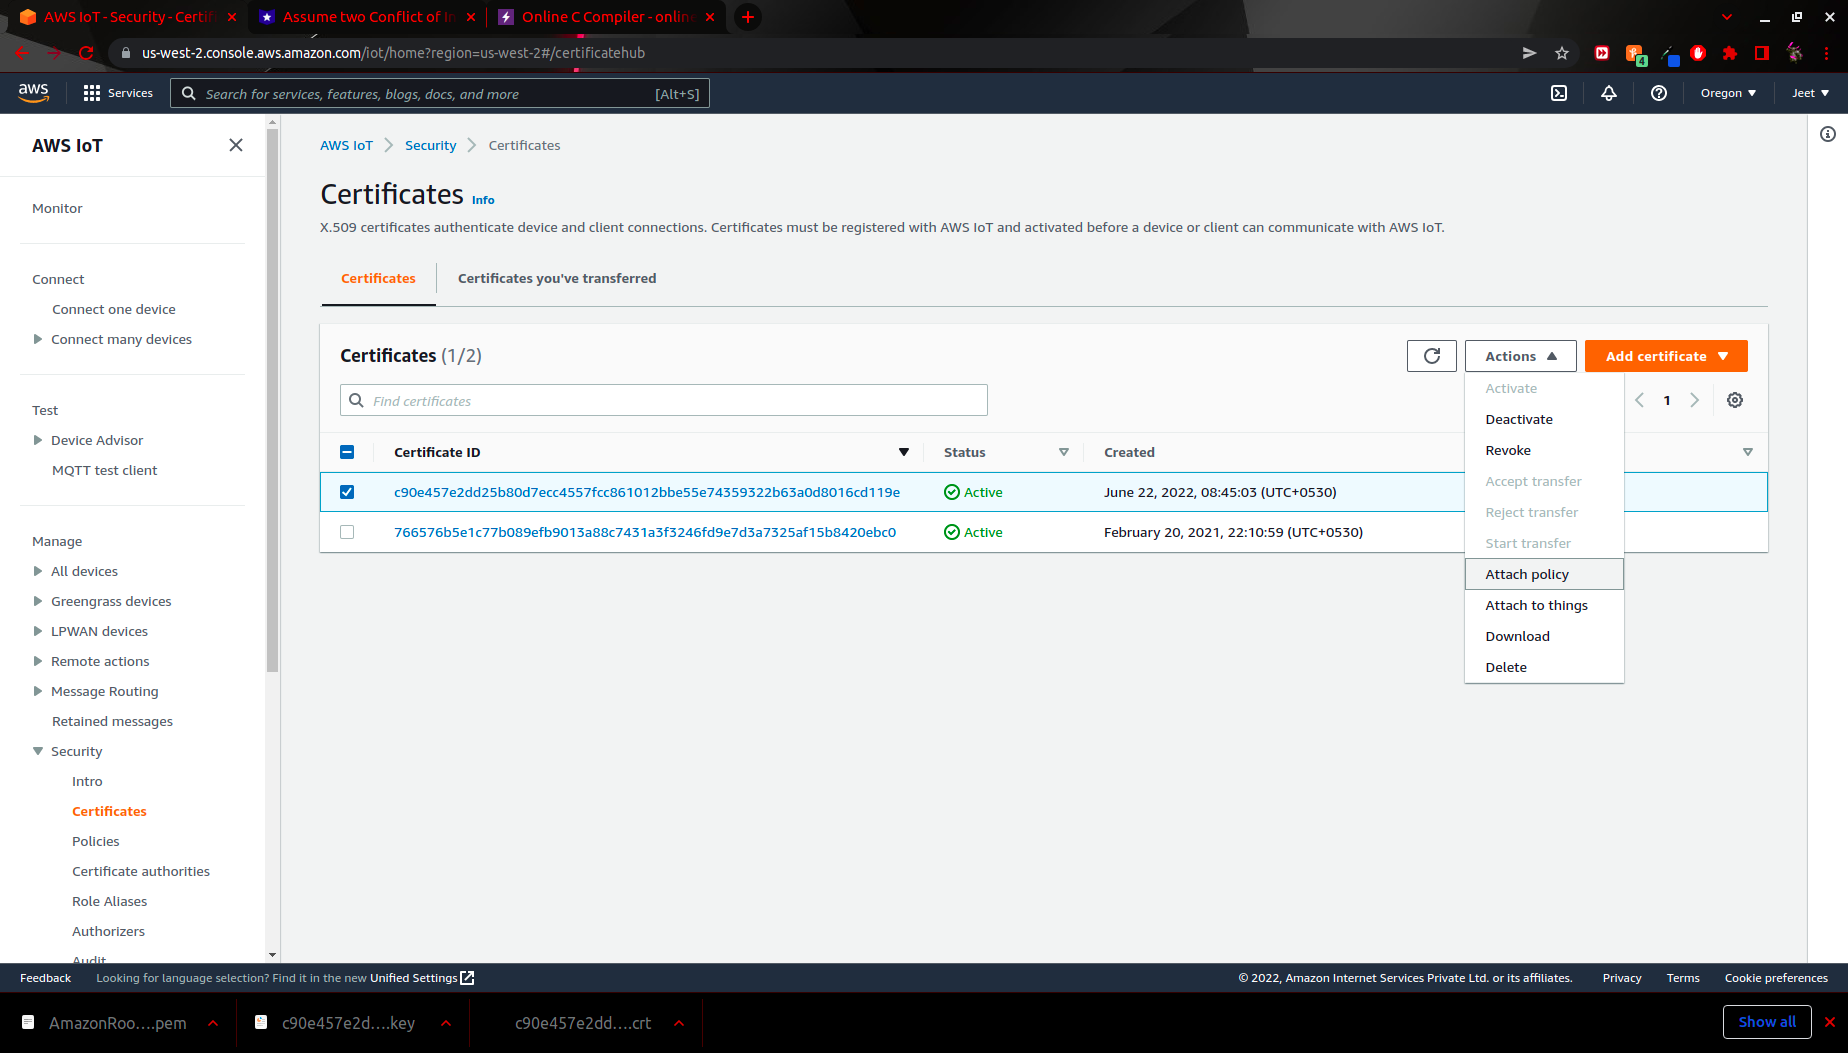 AWS IoT - Security - Certif
Assume two Conflict of In
Online C Compiler - online
us-west-2.console.aws.amazon.com/iot/home?region=us-west-2#/certificatehub
4
aws
Services
Search for services, features, blogs, docs, and more
[Alt+S]
Oregon
Jeet
AWS IoT
Monitor
Connect
Connect one device
Connect many devices
Test
Device Advisor
MQTT test client
Manage
All devices
Greengrass devices
LPWAN devices
Remote actions
Message Routing
Retained messages
Security
Intro
Certificates
Policies
Certificate authorities
Role Aliases
Authorizers
Audit
AWS IoT
Security
Certificates
Certificates Info
X.509 certificates authenticate device and client connections. Certificates must be registered with AWS IoT and activated before a device or client can communicate with AWS IoT.
Certificates
Certificates you've transferred
Certificates (1/2)
Actions
Add certificate
Find certificates
1
Certificate ID
Status
Created
c90e457e2dd25b80d7ecc4557fcc861012bbe55e74359322b63a0d8016cd119e
Active
June 22, 2022, 08:45:03 (UTC+0530)
766576b5e1c77b089efb9013a88c7431a3f3246fd9e7d3a7325af15b8420ebc0
Active
February 20, 2021, 22:10:59 (UTC+0530)
Activate
Deactivate
Revoke
Accept transfer
Reject transfer
Start transfer
Attach policy
Attach to things
Download
Delete
Feedback
Looking for language selection? Find it in the new Unified Settings
© 2022, Amazon Internet Services Private Ltd. or its affiliates.
Privacy
Terms
Cookie preferences
AmazonRoo....pem
c90e457e2d....key
c90e457e2dd....crt
Show all